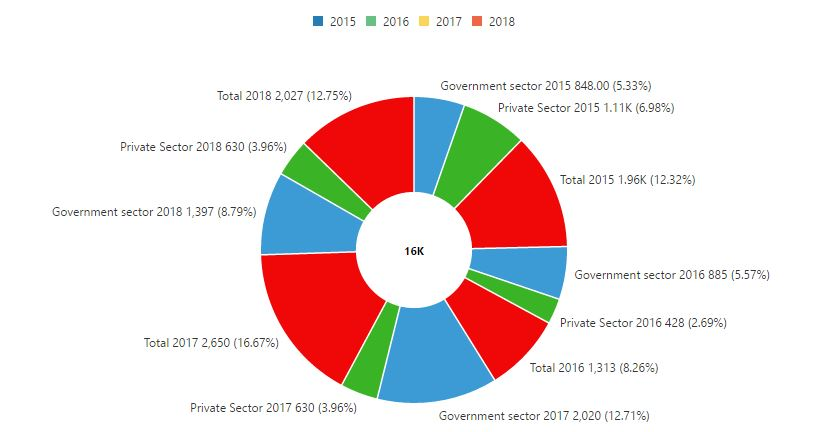 2015 2016 2017 2018
Government sector 2015 848.00 (5.33%)
Private Sector 2015 1.11K (6.98%)
Total 2015 1.96K (12.32%)
Government sector 2016 885 (5.57%)
Private Sector 2016 428 (2.69%)
Total 2016 1,313 (8.26%)
Government sector 2017 2,020 (12.71%)
Private Sector 2017 630 (3.96%)
Total 2017 2,650 (16.67%)
Government sector 2018 1,397 (8.79%)
Private Sector 2018 630 (3.96%)
Total 2018 2,027 (12.75%)
16K